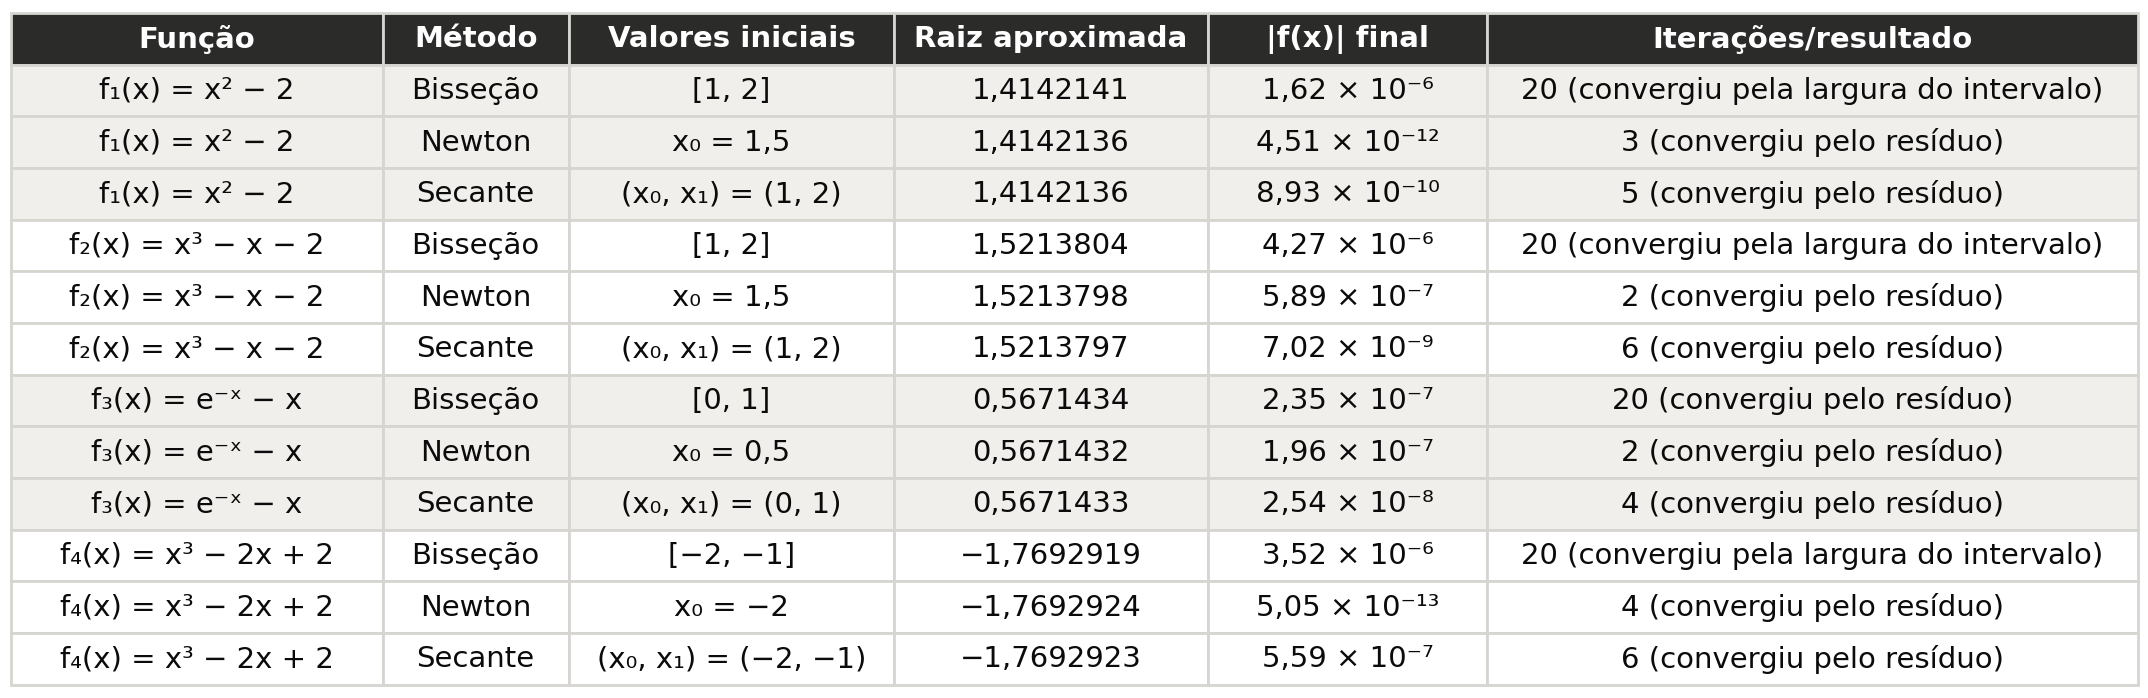 Função Método Valores iniciais Raiz aproximada |f(x)| final Iterações/resultado
f₁(x) = x² − 2 Bisseção [1, 2] 1,4142141 1,62 × 10⁻⁶ 20 (convergiu pela largura do intervalo)
f₁(x) = x² − 2 Newton x₀ = 1,5 1,4142136 4,51 × 10⁻¹² 3 (convergiu pelo resíduo)
f₁(x) = x² − 2 Secante (x₀, x₁) = (1, 2) 1,4142136 8,93 × 10⁻¹⁰ 5 (convergiu pelo resíduo)
f₂(x) = x³ − x − 2 Bisseção [1, 2] 1,5213804 4,27 × 10⁻⁶ 20 (convergiu pela largura do intervalo)
f₂(x) = x³ − x − 2 Newton x₀ = 1,5 1,5213798 5,89 × 10⁻⁷ 2 (convergiu pelo resíduo)
f₂(x) = x³ − x − 2 Secante (x₀, x₁) = (1, 2) 1,5213797 7,02 × 10⁻⁹ 6 (convergiu pelo resíduo)
f₃(x) = e⁻ˣ − x Bisseção [0, 1] 0,5671434 2,35 × 10⁻⁷ 20 (convergiu pelo resíduo)
f₃(x) = e⁻ˣ − x Newton x₀ = 0,5 0,5671432 1,96 × 10⁻⁷ 2 (convergiu pelo resíduo)
f₃(x) = e⁻ˣ − x Secante (x₀, x₁) = (0, 1) 0,5671433 2,54 × 10⁻⁸ 4 (convergiu pelo resíduo)
f₄(x) = x³ − 2x + 2 Bisseção [−2, −1] −1,7692919 3,52 × 10⁻⁶ 20 (convergiu pela largura do intervalo)
f₄(x) = x³ − 2x + 2 Newton x₀ = −2 −1,7692924 5,05 × 10⁻¹³ 4 (convergiu pelo resíduo)
f₄(x) = x³ − 2x + 2 Secante (x₀, x₁) = (−2, −1) −1,7692923 5,59 × 10⁻⁷ 6 (convergiu pelo resíduo)